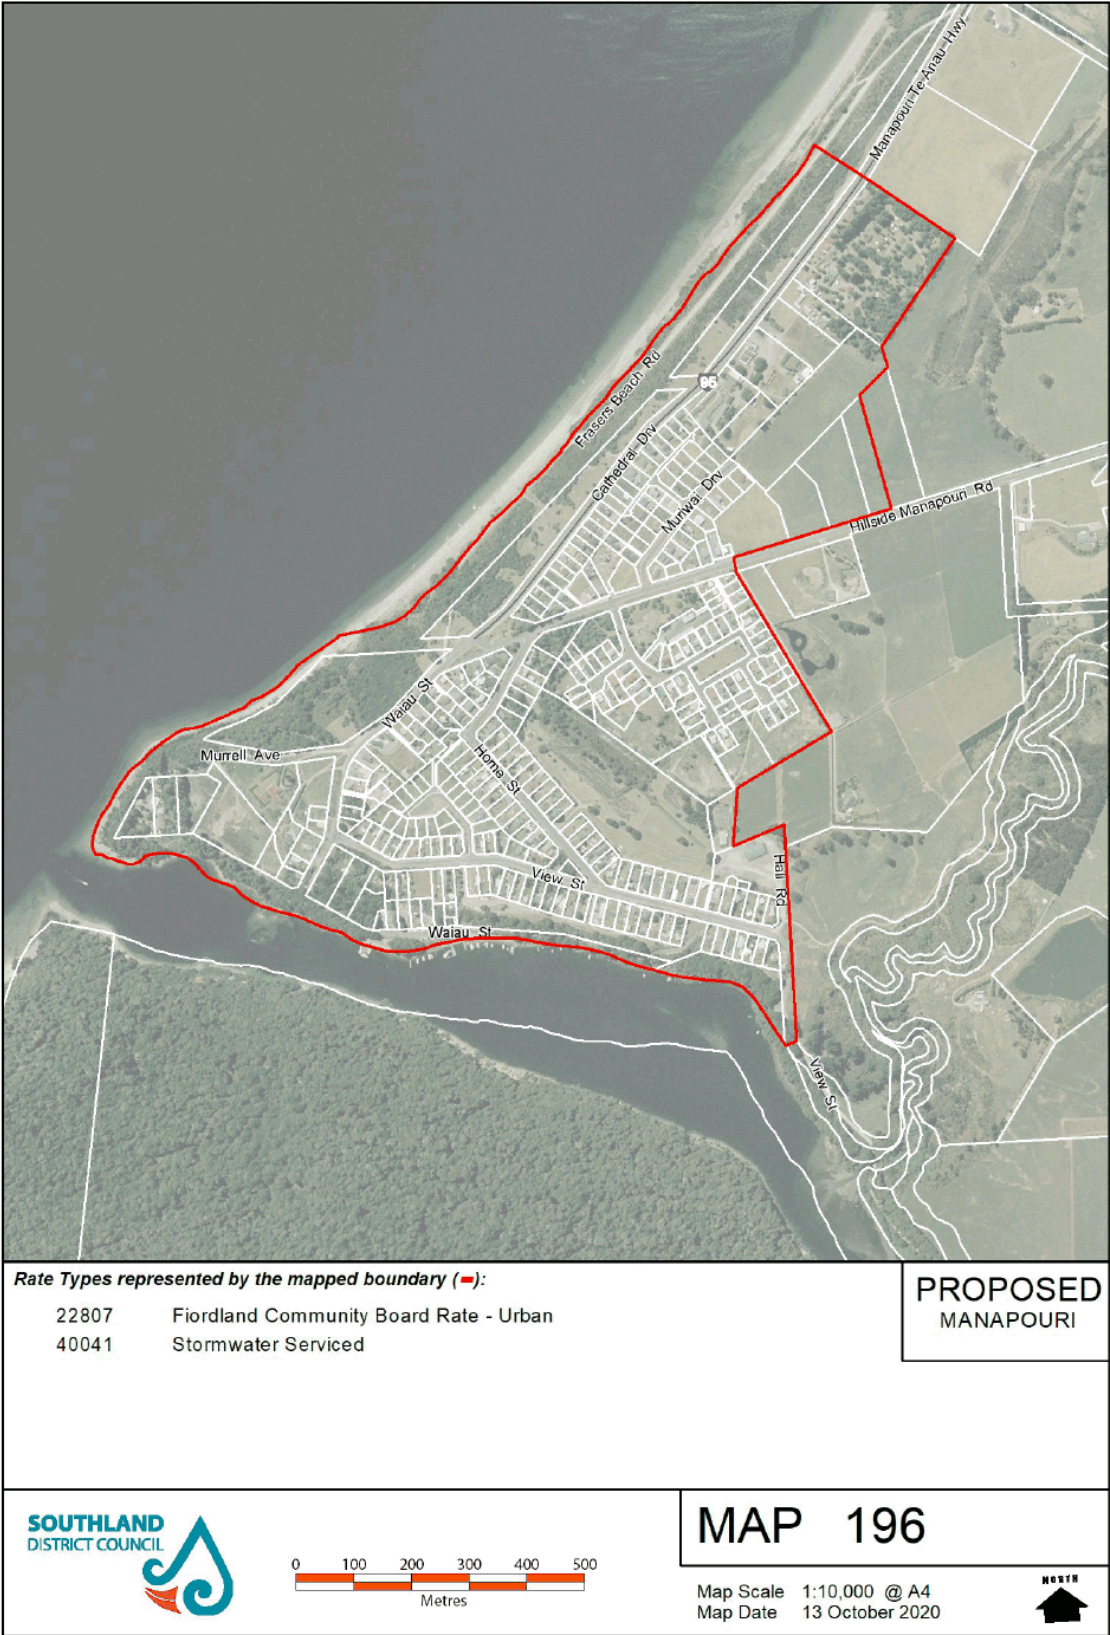 Manapouri Te Anau Hwy
95
Frasers Beach Rd
Cathedral Drv
Muriwai Drv
Hillside Manapouri Rd
Waiau St
Murrell Ave
Home St
View St
Hall Rd
Waiau St
View St
Rate Types represented by the mapped boundary (▬):
22807 Fiordland Community Board Rate - Urban
40041 Stormwater Serviced
PROPOSED
MANAPOURI
SOUTHLAND
DISTRICT COUNCIL
0 100 200 300 400 500
Metres
MAP 196
Map Scale 1:10,000 @ A4
Map Date 13 October 2020
NORTH